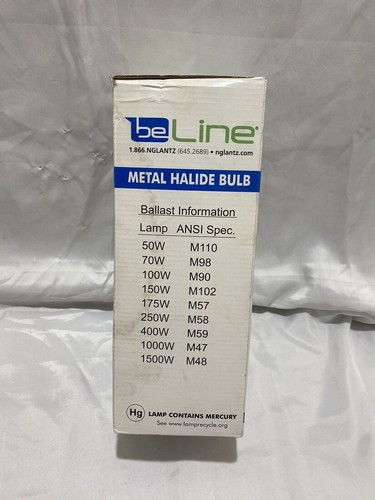 beLine®
1.866.NGLANTZ (645.2689) • nglantz.com
METAL HALIDE BULB
Ballast Information
Lamp ANSI Spec.
50W M110
70W M98
100W M90
150W M102
175W M57
250W M58
400W M59
1000W M47
1500W M48
Hg LAMP CONTAINS MERCURY
See www.lamprecycle.org